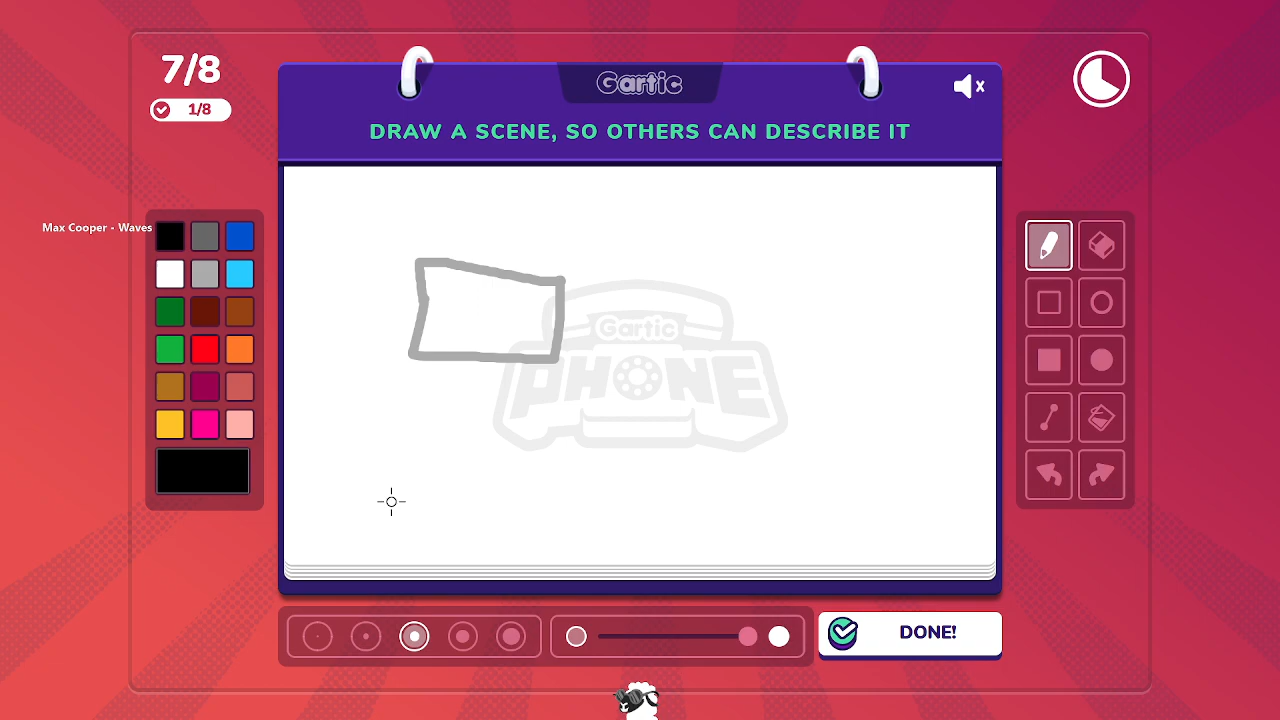 7/8
1/8
Gartic
DRAW A SCENE, SO OTHERS CAN DESCRIBE IT
Max Cooper - Waves
Gartic
PHONE
DONE!